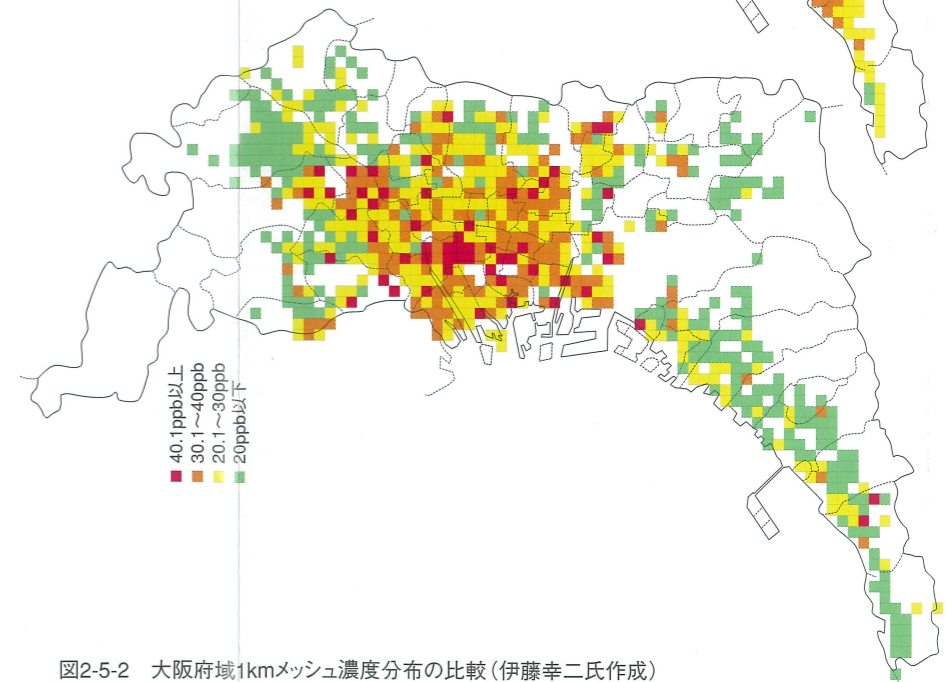 40.1ppb以上
30.1～40ppb
20.1～30ppb
20ppb以下
図2-5-2 大阪府域1kmメッシュ濃度分布の比較（伊藤幸二氏作成）